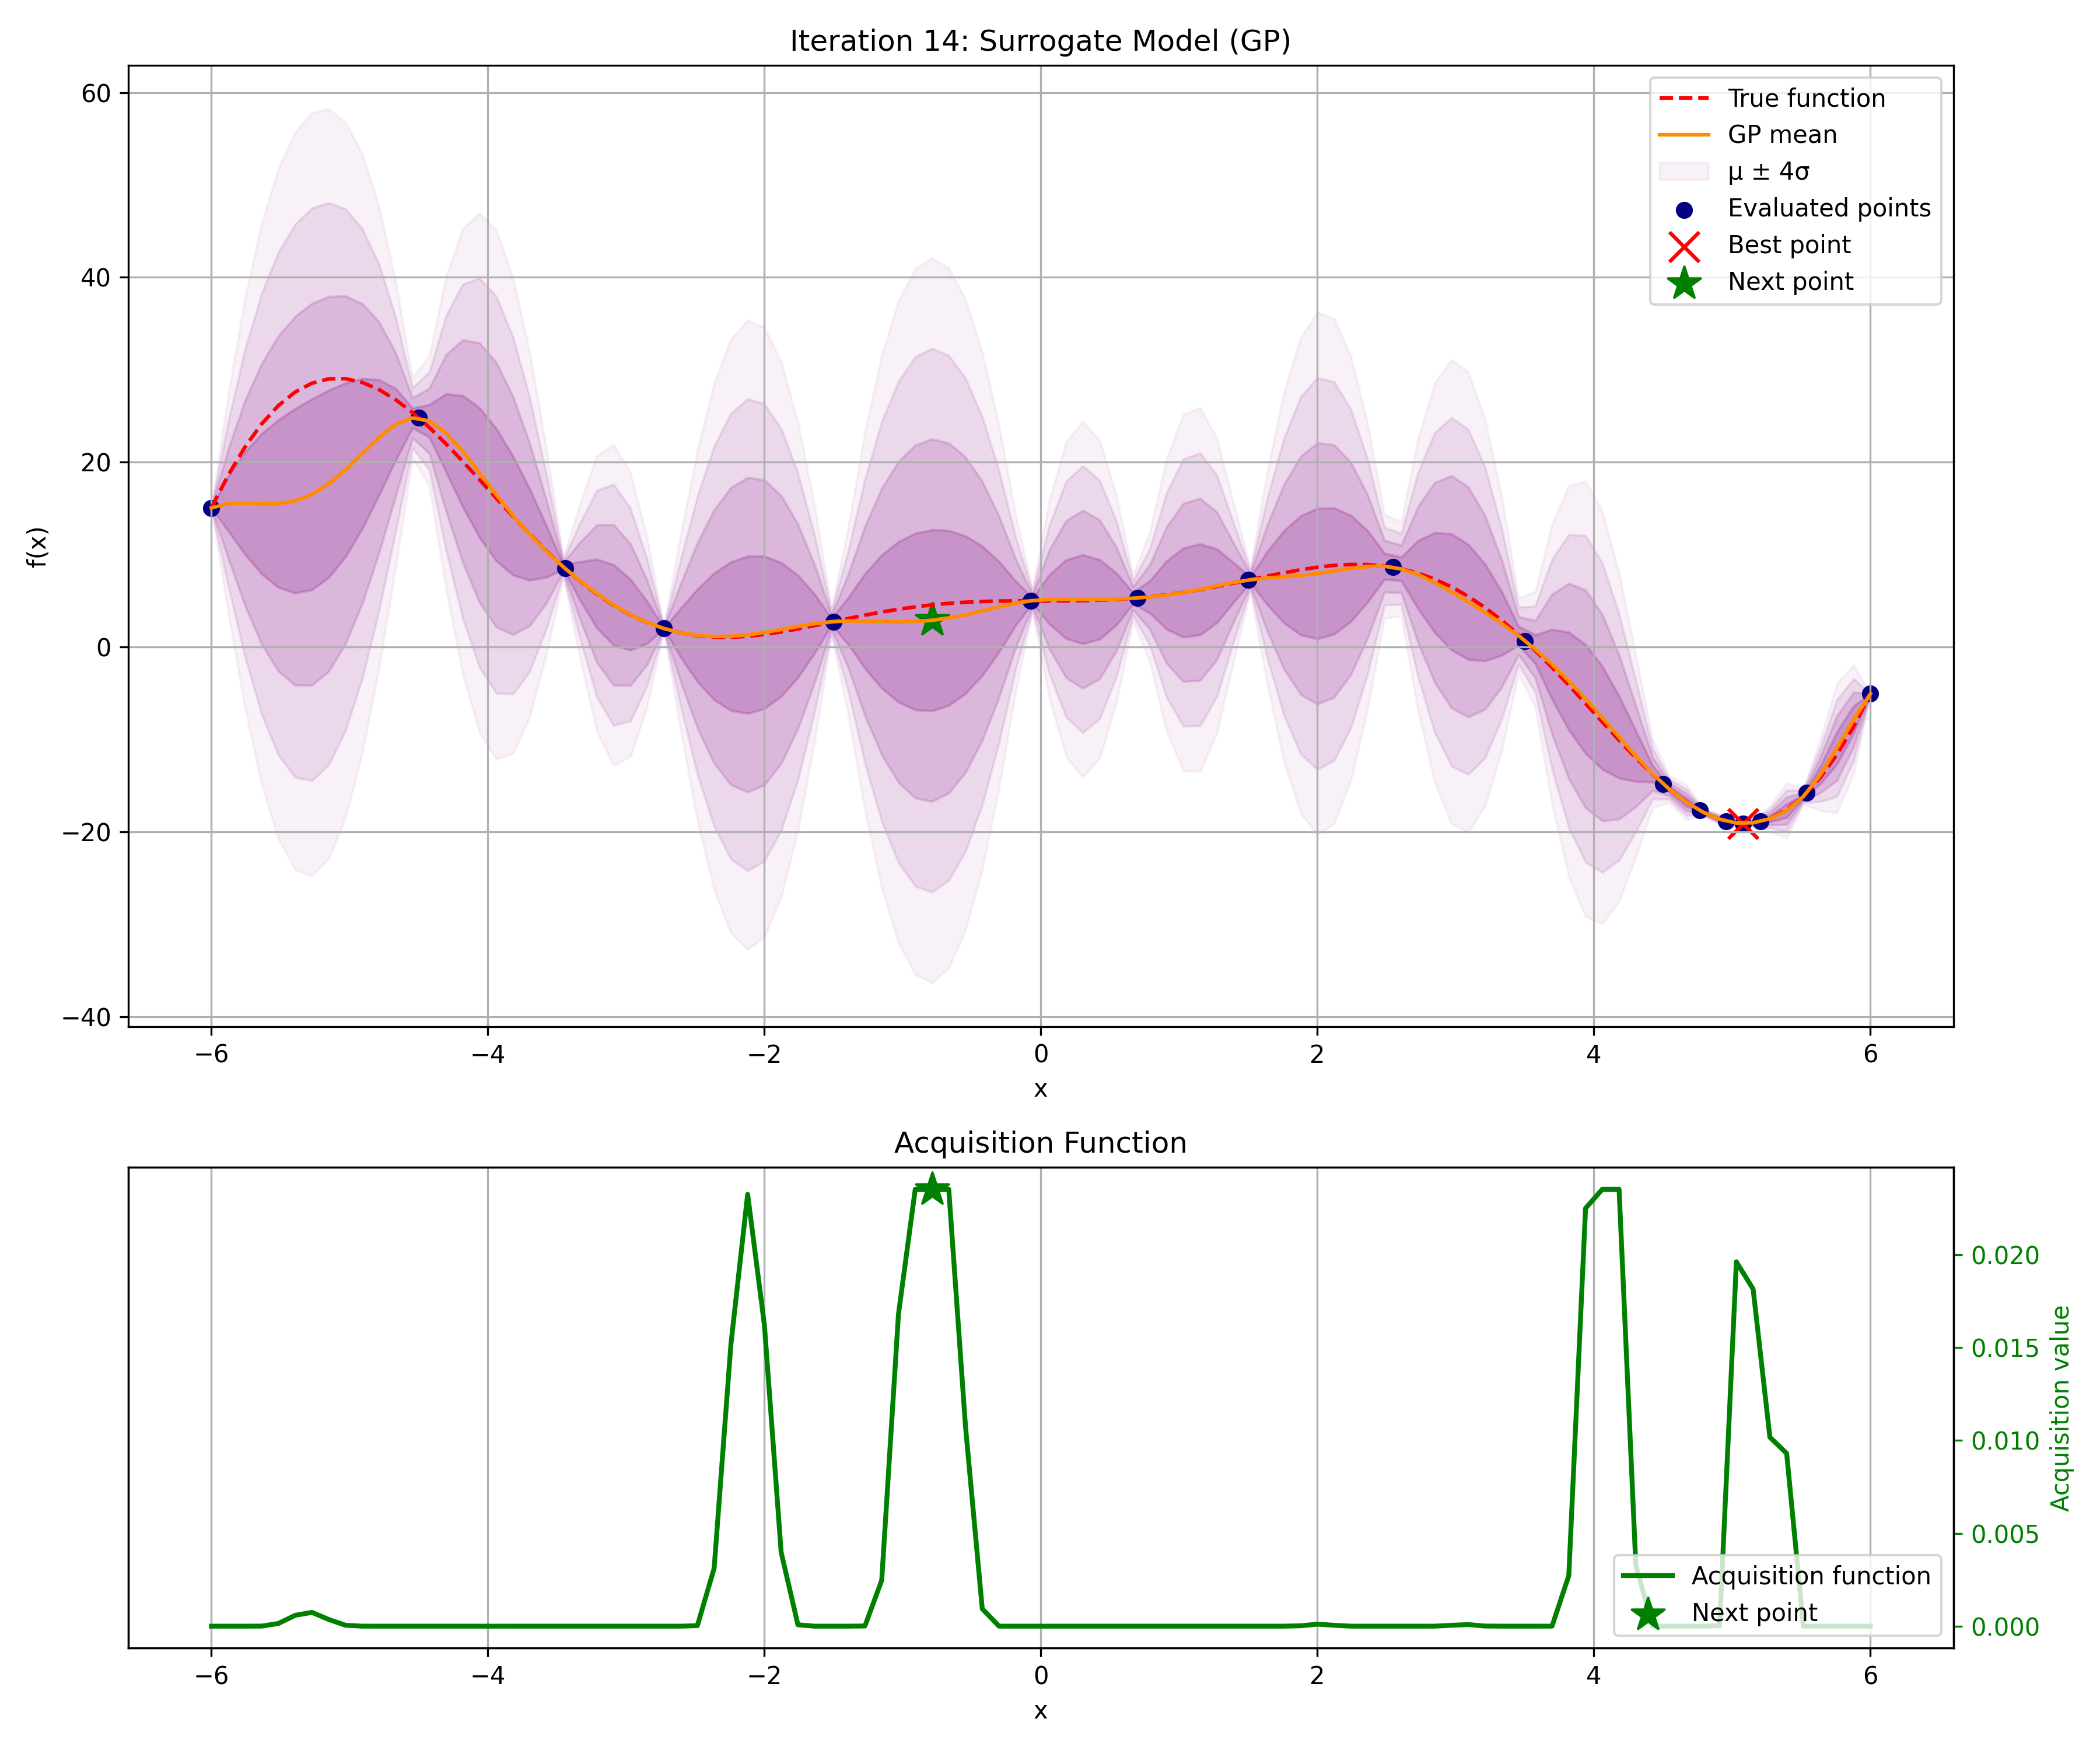 Iteration 14: Surrogate Model (GP)
60
40
20
0
−20
−40
f(x)
True function
GP mean
μ ± 4σ
Evaluated points
Best point
Next point
−6 −4 −2 0 2 4 6
x
Acquisition Function
0.020
0.015
0.010
0.005
0.000
Acquisition value
Acquisition function
Next point
−6 −4 −2 0 2 4 6
x